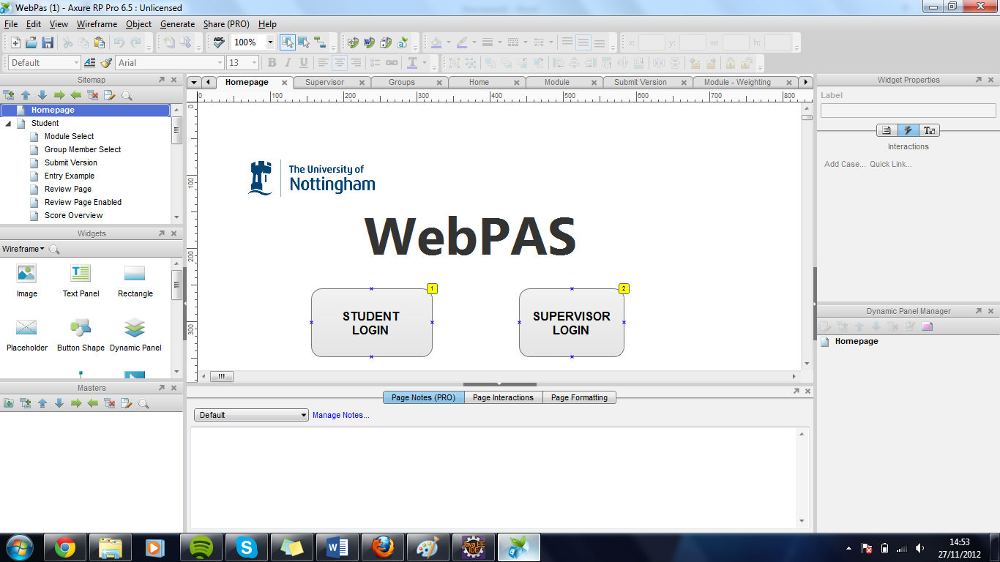 WebPas (1) - Axure RP Pro 6.5 : Unlicensed
File Edit View Wireframe Object Generate Share (PRO) Help
ABC 100% x: y: w: h:
Default Arial 13 B I U
Sitemap
Homepage
Student
Module Select
Group Member Select
Submit Version
Entry Example
Review Page
Review Page Enabled
Score Overview
Widgets
Wireframe
Image Text Panel Rectangle
Placeholder Button Shape Dynamic Panel
Masters
Homepage Supervisor Groups Home Module Submit Version Module - Weighting
0 100 200 300 400 500 600 700 800
0
100
200
300
The University of
Nottingham
WebPAS
1
STUDENT
LOGIN
2
SUPERVISOR
LOGIN
Page Notes (PRO) Page Interactions Page Formatting
Default Manage Notes...
Widget Properties
Label
Interactions
Add Case... Quick Link...
Dynamic Panel Manager
Homepage
Java EE
IDE
14:53
27/11/2012